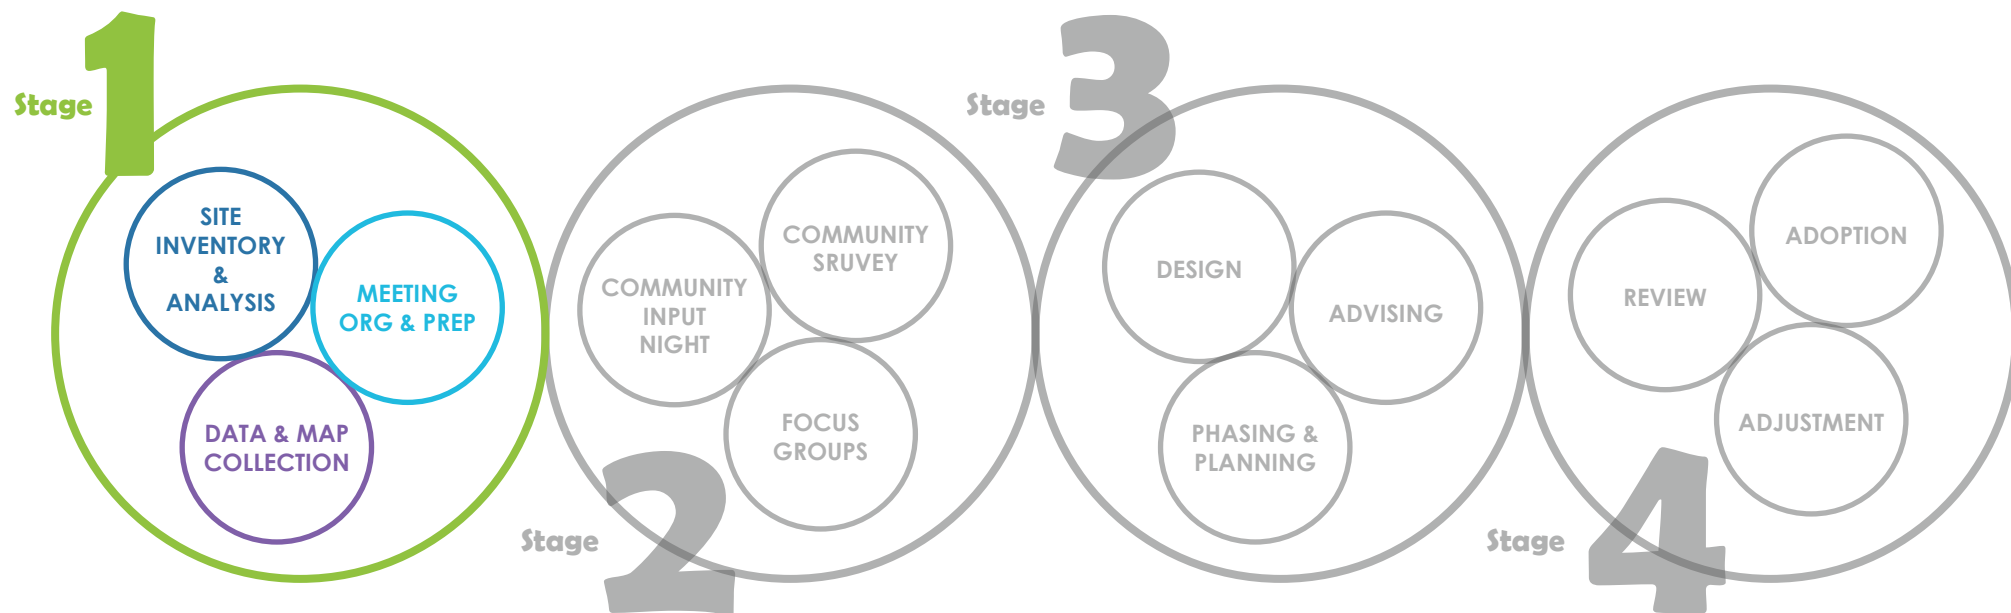 Stage 1
SITE
INVENTORY
&
ANALYSIS
MEETING
ORG & PREP
DATA & MAP
COLLECTION
Stage 2
COMMUNITY
INPUT
NIGHT
COMMUNITY
SRUVEY
FOCUS
GROUPS
Stage 3
DESIGN
ADVISING
PHASING &
PLANNING
Stage 4
REVIEW
ADOPTION
ADJUSTMENT